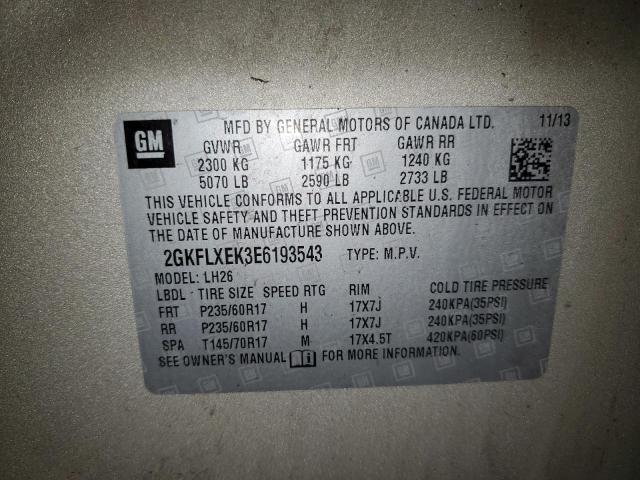 GM
MFD BY GENERAL MOTORS OF CANADA LTD. 11/13
GVWR GAWR FRT GAWR RR
2300 KG 1175 KG 1240 KG
5070 LB 2590 LB 2733 LB
THIS VEHICLE CONFORMS TO ALL APPLICABLE U.S. FEDERAL MOTOR
VEHICLE SAFETY AND THEFT PREVENTION STANDARDS IN EFFECT ON
THE DATE OF MANUFACTURE SHOWN ABOVE.
2GKFLXEK3E6193543 TYPE: M.P.V.
MODEL: LH26
LBDL TIRE SIZE SPEED RTG RIM COLD TIRE PRESSURE
FRT P235/60R17 H 17X7J 240KPA(35PSI)
RR P235/60R17 H 17X7J 240KPA(35PSI)
SPA T145/70R17 M 17X4.5T 420KPA(60PSI)
SEE OWNER'S MANUAL FOR MORE INFORMATION.